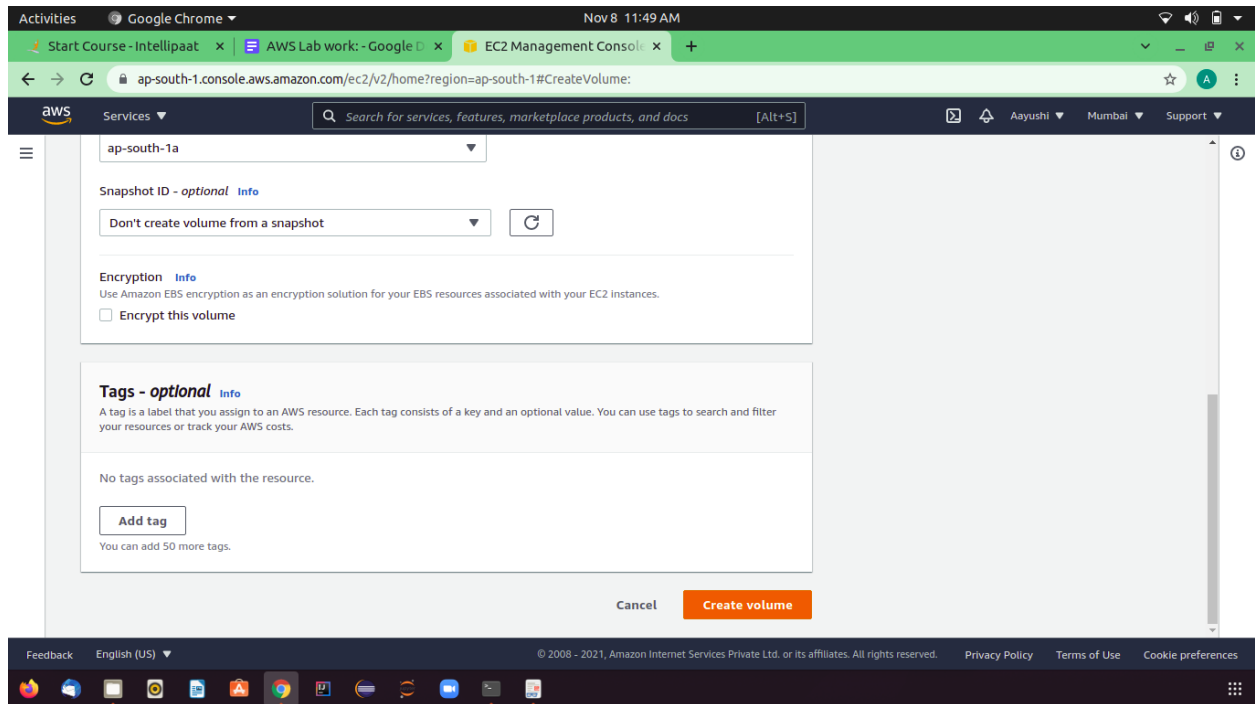 Activities Google Chrome Nov 8 11:49 AM
Start Course - Intellipaat AWS Lab work: - Google D EC2 Management Console
ap-south-1.console.aws.amazon.com/ec2/v2/home?region=ap-south-1#CreateVolume: A
aws Services Search for services, features, marketplace products, and docs [Alt+S] Aayushi Mumbai Support
ap-south-1a
Snapshot ID - optional Info
Don't create volume from a snapshot
Encryption Info
Use Amazon EBS encryption as an encryption solution for your EBS resources associated with your EC2 instances.
Encrypt this volume
Tags - optional Info
A tag is a label that you assign to an AWS resource. Each tag consists of a key and an optional value. You can use tags to search and filter
your resources or track your AWS costs.
No tags associated with the resource.
Add tag
You can add 50 more tags.
Cancel Create volume
Feedback English (US) © 2008 - 2021, Amazon Internet Services Private Ltd. or its affiliates. All rights reserved. Privacy Policy Terms of Use Cookie preferences